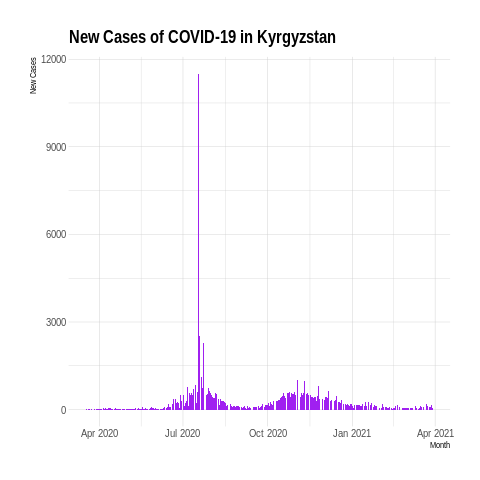 New Cases of COVID-19 in Kyrgyzstan
New Cases
12000
9000
6000
3000
0
Apr 2020 Jul 2020 Oct 2020 Jan 2021 Apr 2021
Month